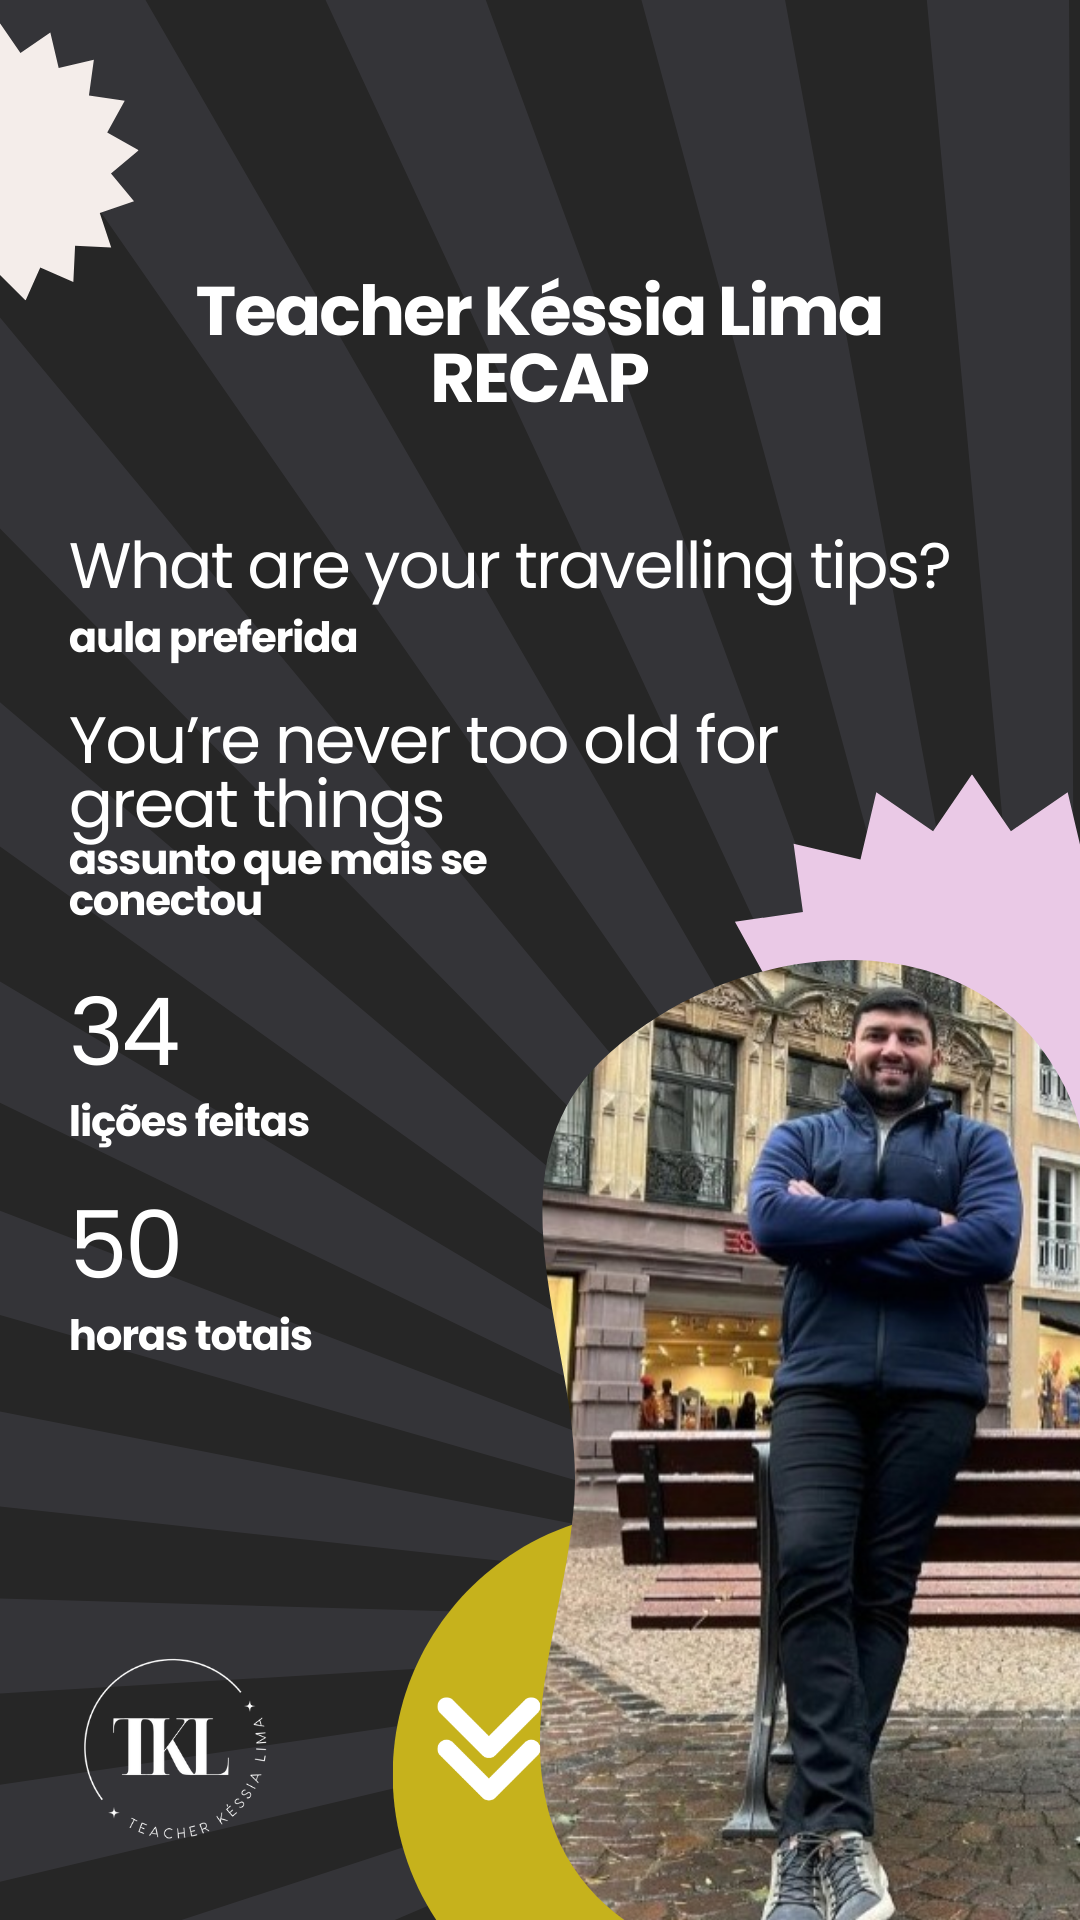 Teacher Késsia Lima
RECAP
What are your travelling tips?
aula preferida
You’re never too old for
great things
assunto que mais se
conectou
34
lições feitas
50
horas totais
TKL
TEACHER KÉSSIA LIMA